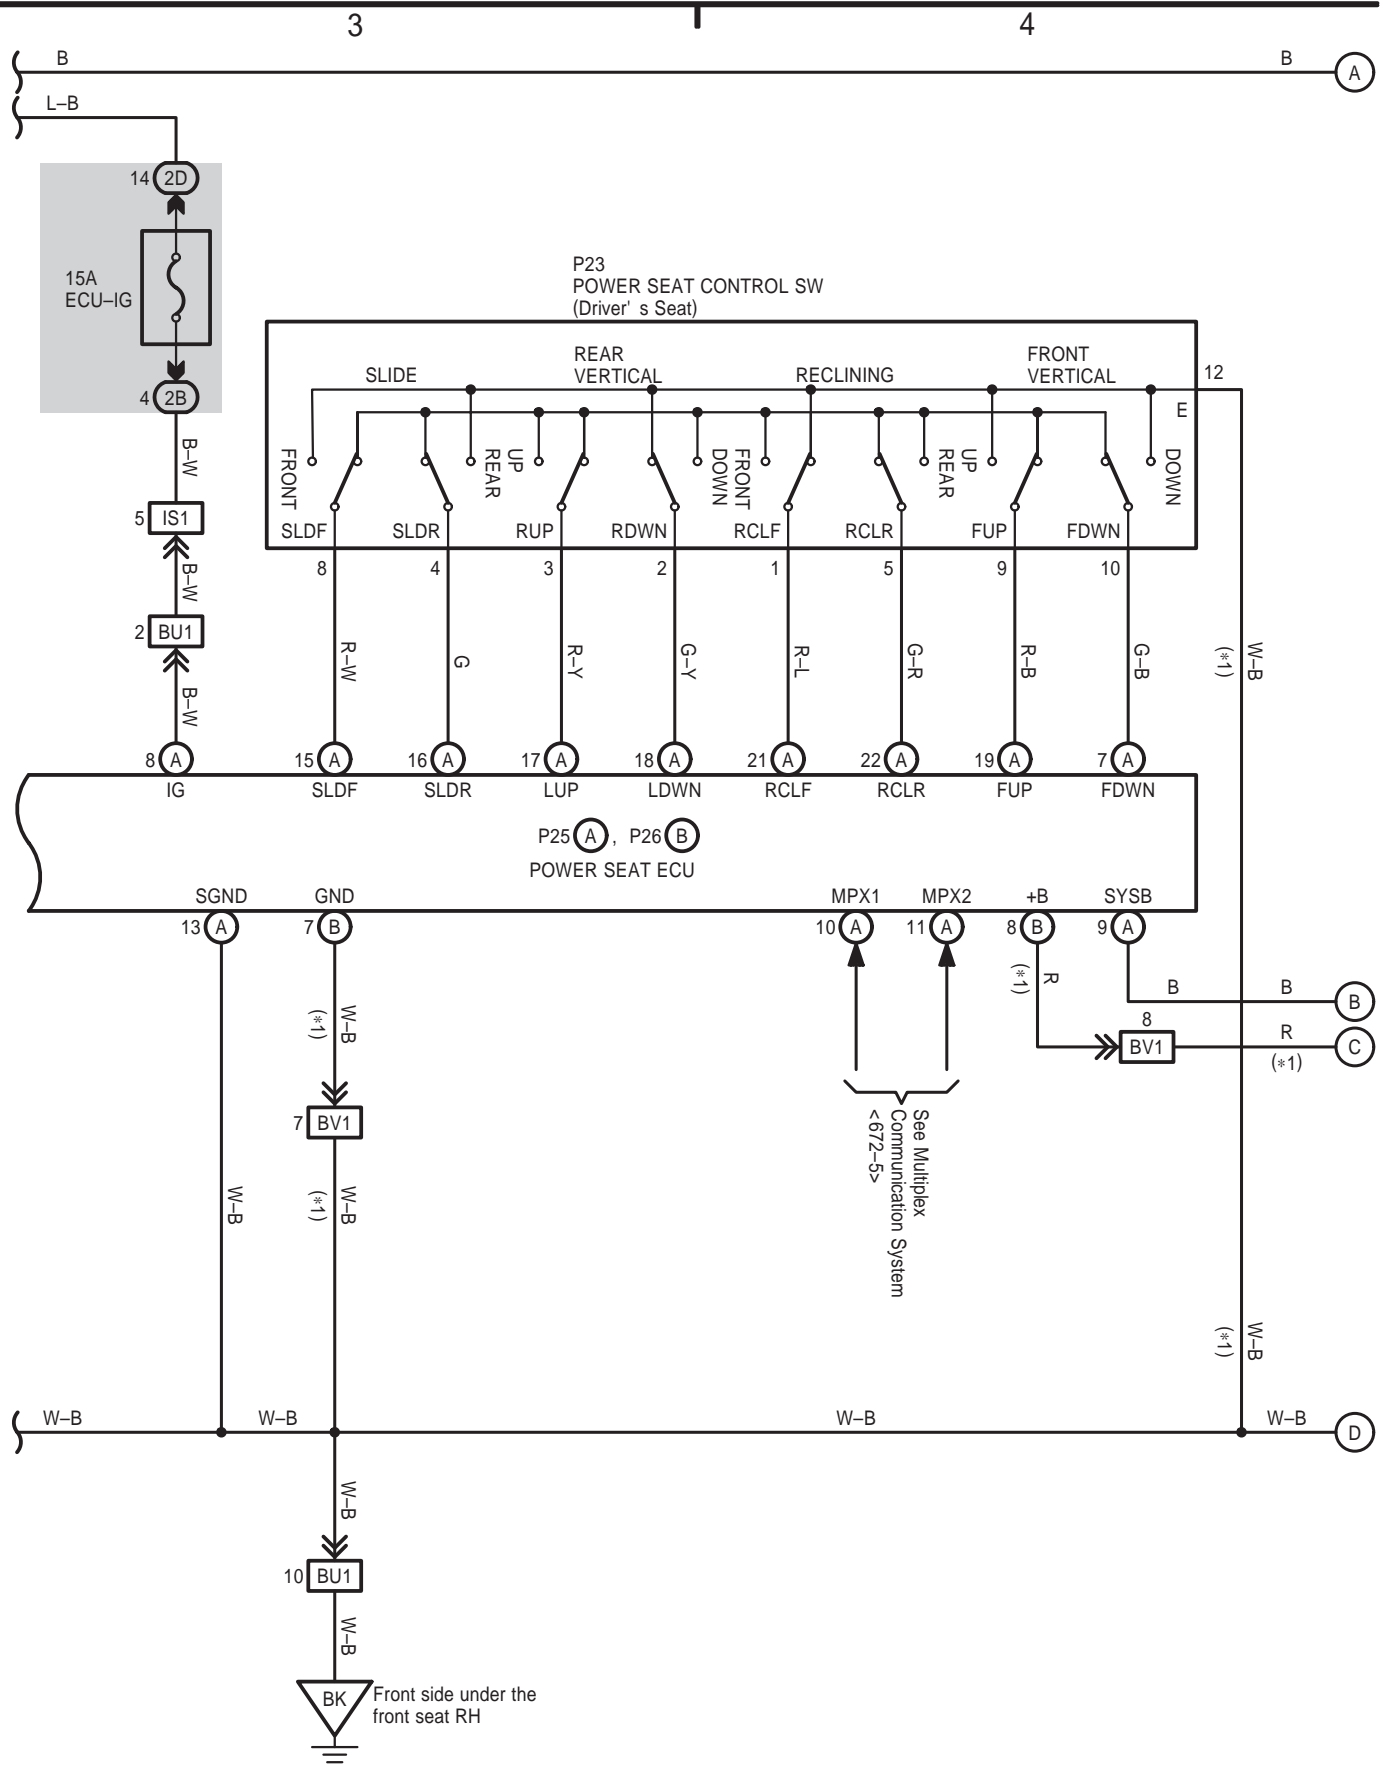 3
4
B
B
A
L–B
14 2D
15A
ECU–IG
4 2B
B–W
5 IS1
B–W
2 BU1
B–W
P23
POWER SEAT CONTROL SW
(Driver' s Seat)
SLIDE
REAR
VERTICAL
RECLINING
FRONT
VERTICAL
12
E
FRONT
REAR
UP
DOWN
FRONT
REAR
UP
DOWN
SLDF
SLDR
RUP
RDWN
RCLF
RCLR
FUP
FDWN
8
4
3
2
1
5
9
10
R–W
G
R–Y
G–Y
R–L
G–R
R–B
G–B
W–B
(*1)
8 A
15 A
16 A
17 A
18 A
21 A
22 A
19 A
7 A
IG
SLDF
SLDR
LUP
LDWN
RCLF
RCLR
FUP
FDWN
P25 A , P26 B
POWER SEAT ECU
SGND
GND
MPX1
MPX2
+B
SYSB
13 A
7 B
10 A
11 A
8 B
9 A
W–B
(*1)
R
(*1)
B
B
B
8
BV1
R
(*1)
C
7 BV1
See Multiplex
Communication System
<672–5>
W–B
W–B
(*1)
W–B
(*1)
W–B
W–B
W–B
W–B
D
W–B
10 BU1
W–B
BK
Front side under the
front seat RH